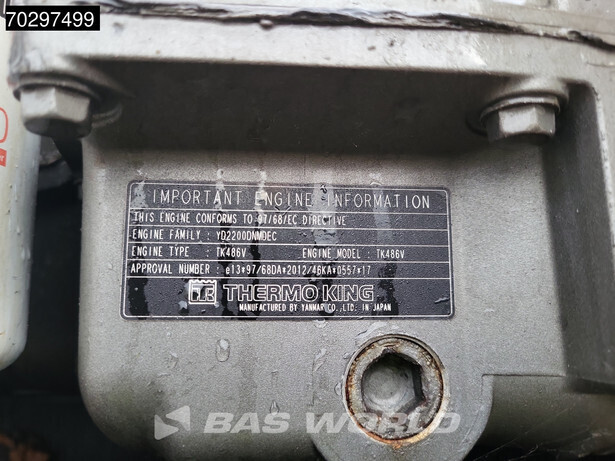 70297499
IMPORTANT ENGINE INFORMATION
THIS ENGINE CONFORMS TO 97/68/EC DIRECTIVE
ENGINE FAMILY : YD2200DNMDEC
ENGINE TYPE : TK486V ENGINE MODEL : TK486V
APPROVAL NUMBER : e13*97/68DA*2012/46KA*0557*17
THERMO KING
MANUFACTURED BY YANMAR CO.,LTD. IN JAPAN
BAS WORLD